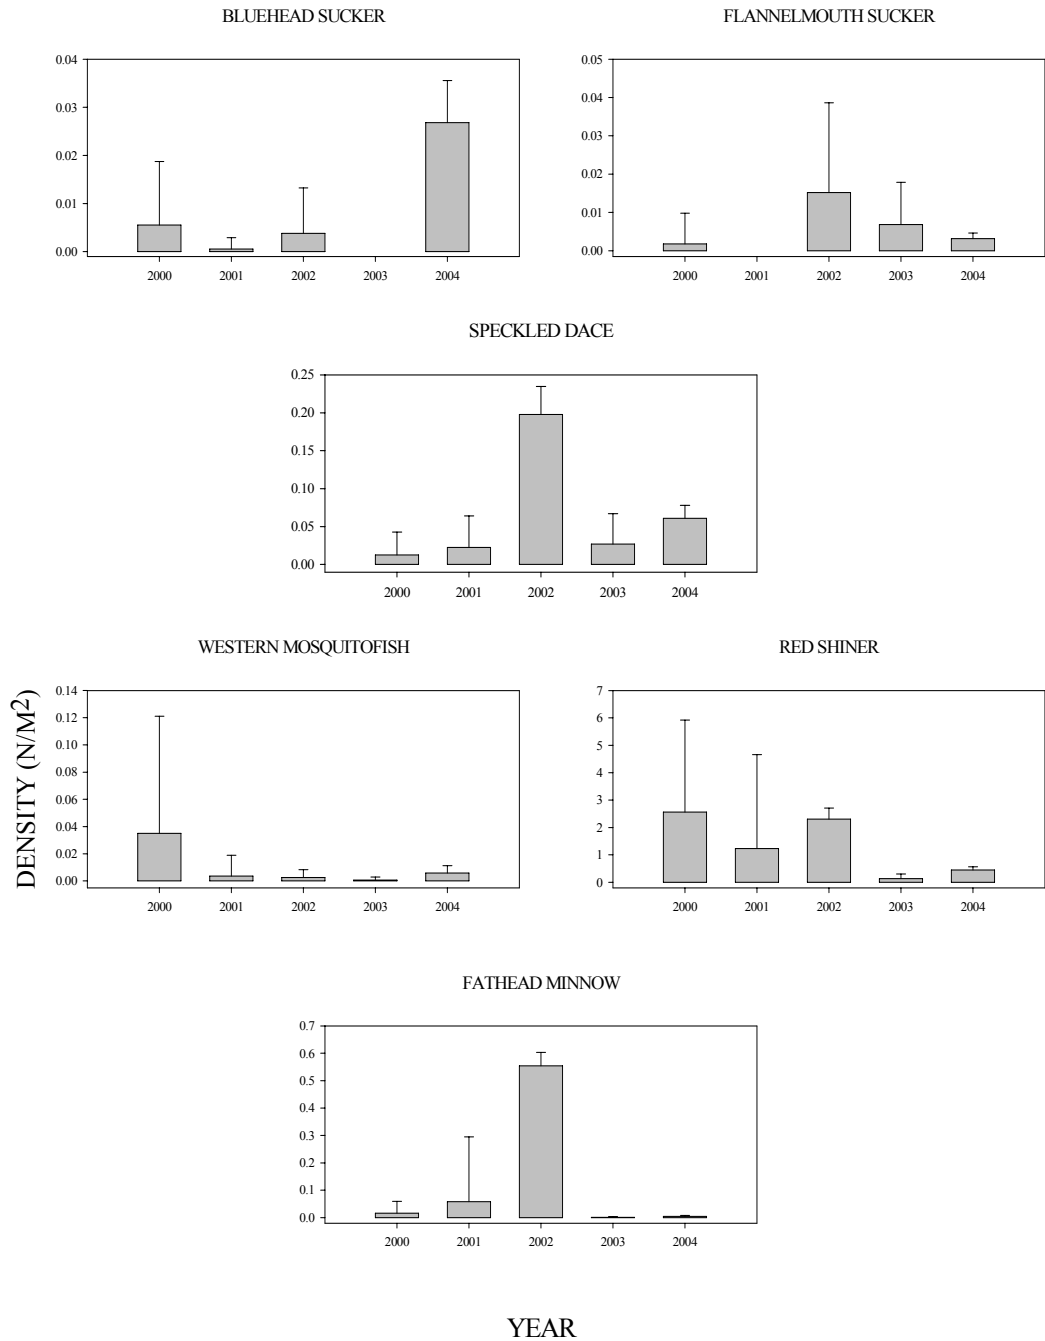 BLUEHEAD SUCKER
0.04
0.03
0.02
0.01
0.00
2000 2001 2002 2003 2004
FLANNELMOUTH SUCKER
0.05
0.04
0.03
0.02
0.01
0.00
2000 2001 2002 2003 2004
SPECKLED DACE
0.25
0.20
0.15
0.10
0.05
0.00
2000 2001 2002 2003 2004
DENSITY (N/M²)
WESTERN MOSQUITOFISH
0.14
0.12
0.10
0.08
0.06
0.04
0.02
0.00
2000 2001 2002 2003 2004
RED SHINER
7
6
5
4
3
2
1
0
2000 2001 2002 2003 2004
FATHEAD MINNOW
0.7
0.6
0.5
0.4
0.3
0.2
0.1
0.0
2000 2001 2002 2003 2004
YEAR